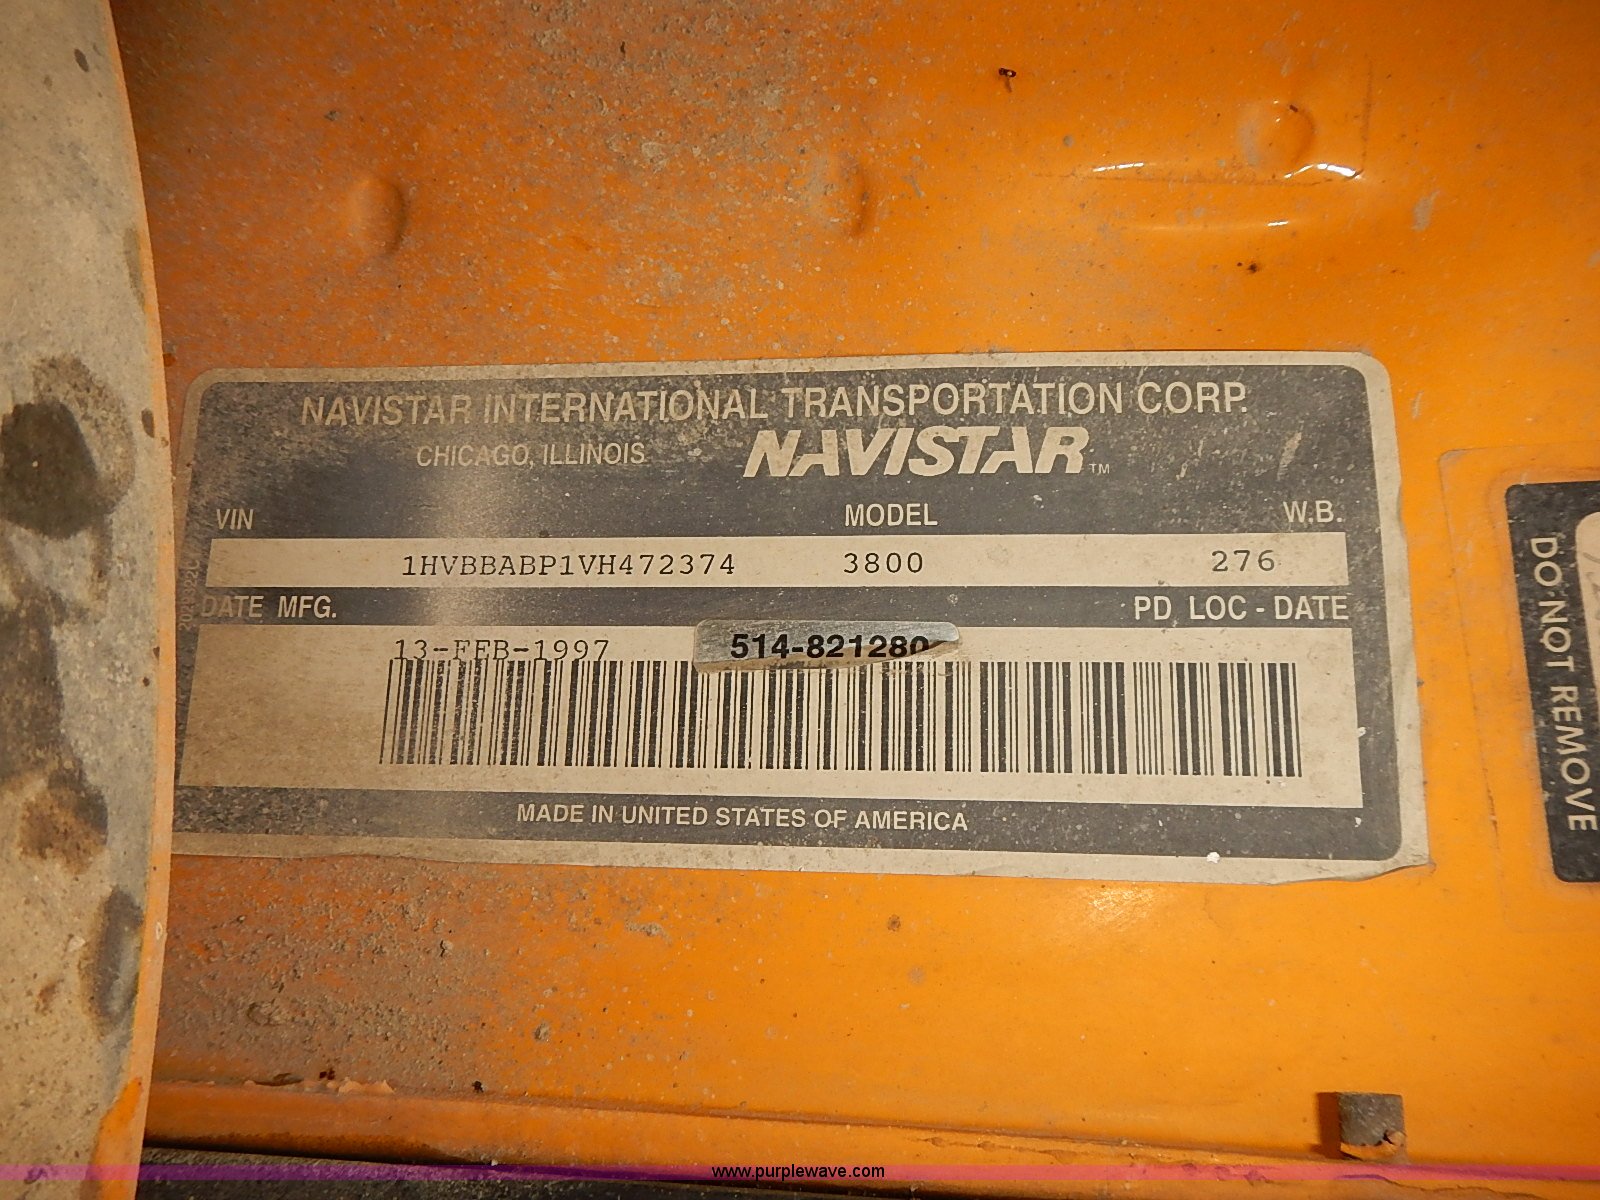 NAVISTAR INTERNATIONAL TRANSPORTATION CORP.
CHICAGO, ILLINOIS NAVISTAR TM
VIN MODEL W.B.
1HVBBABP1VH472374 3800 276
DATE MFG. PD LOC - DATE
13-FEB-1997 514-821280
MADE IN UNITED STATES OF AMERICA
DO NOT REMOVE
www.purplewave.com